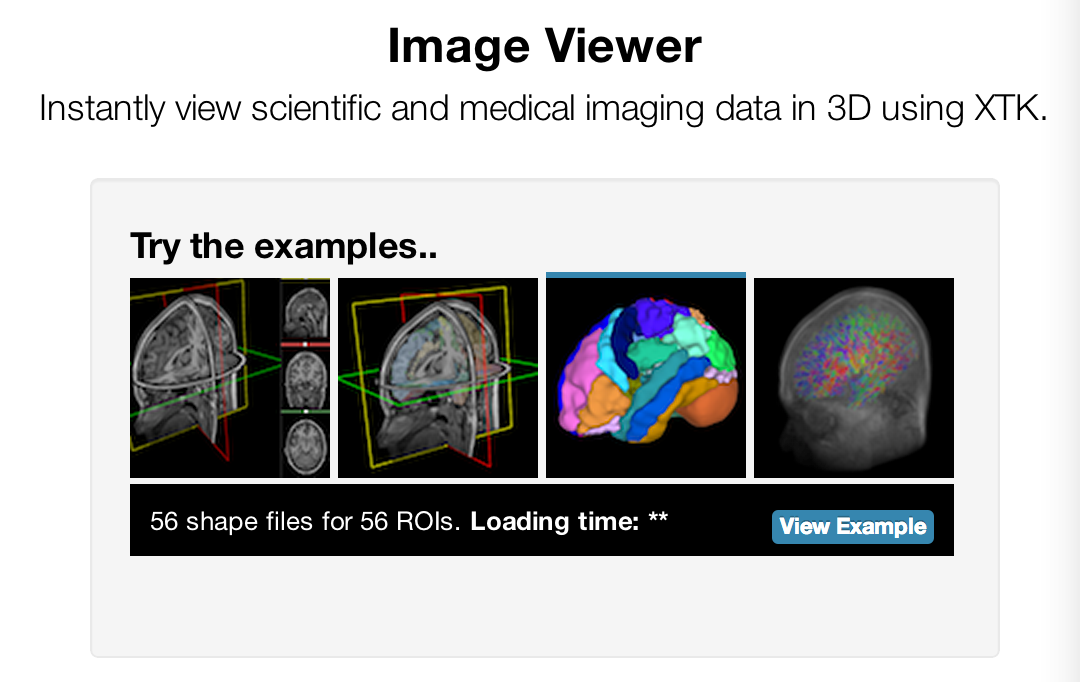 Image Viewer
Instantly view scientific and medical imaging data in 3D using XTK.
Try the examples..
56 shape files for 56 ROIs. Loading time: **
View Example